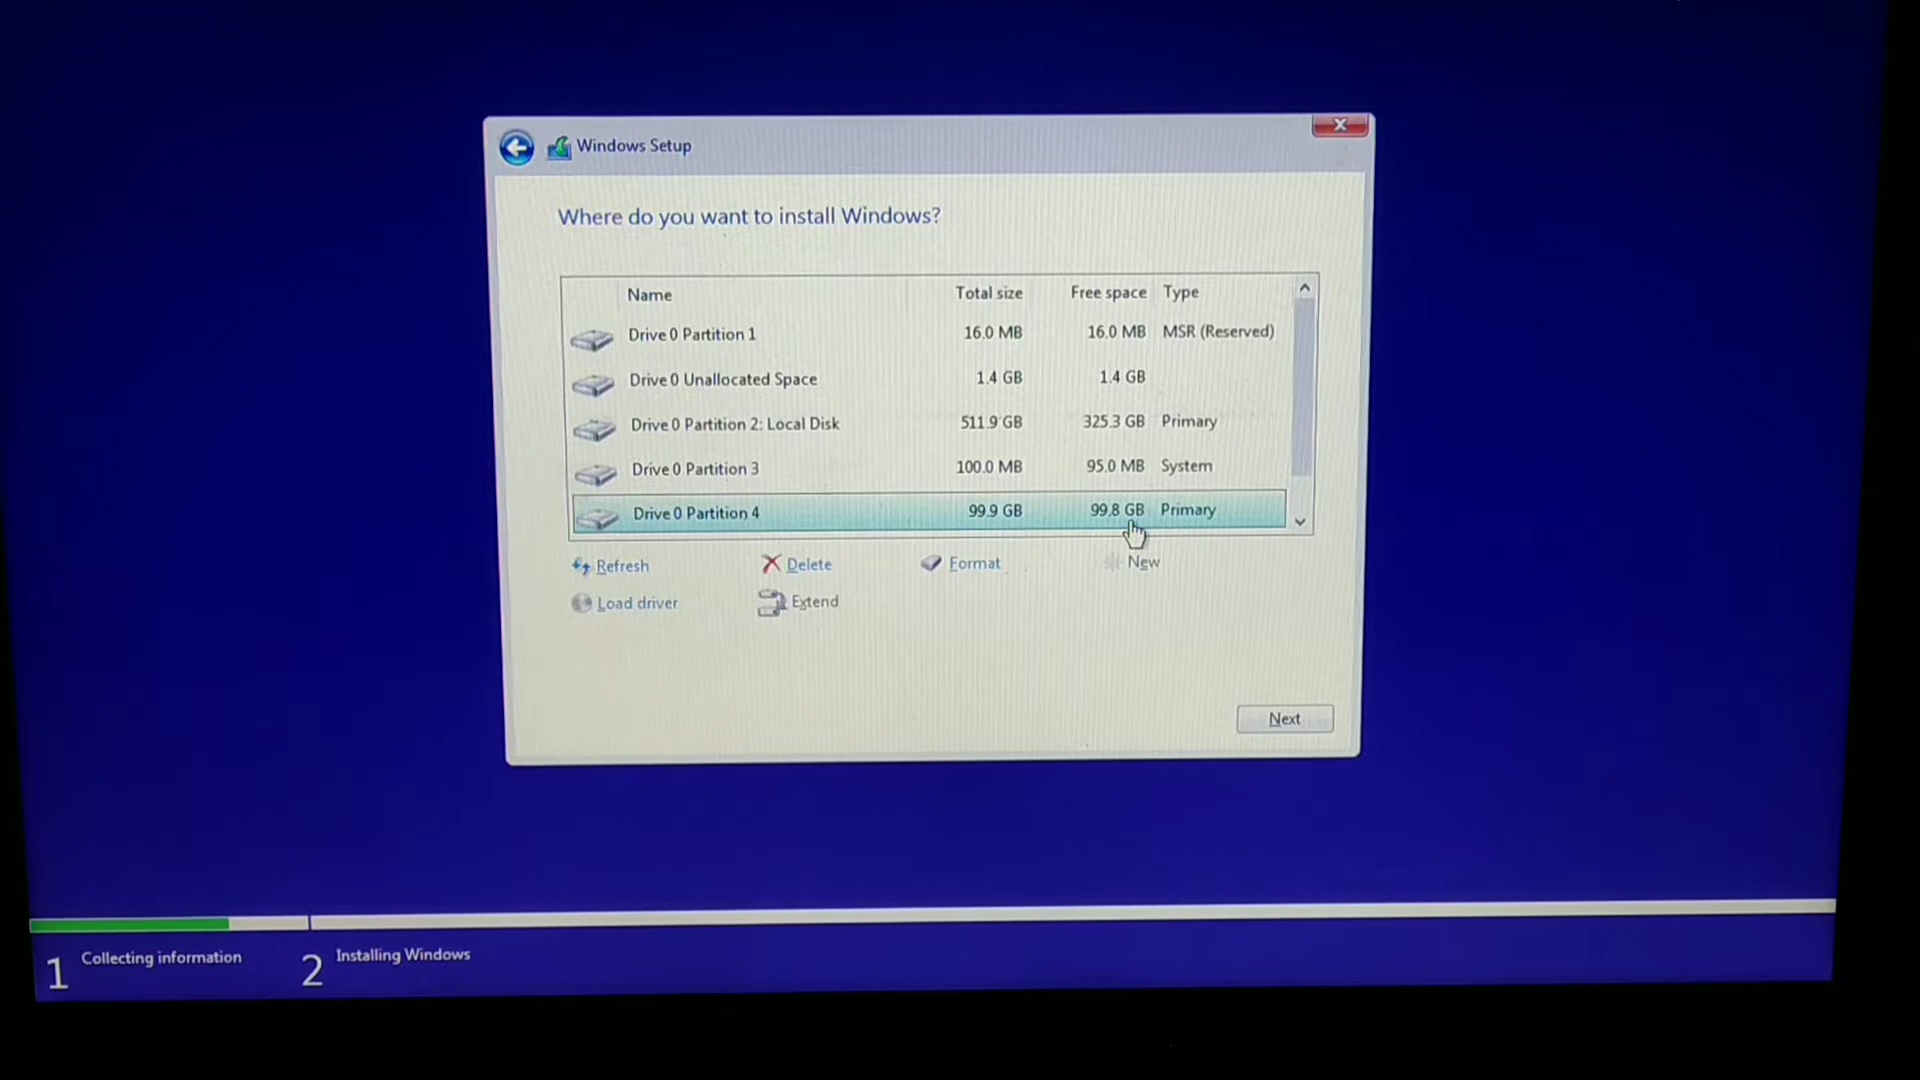 Windows Setup
Where do you want to install Windows?
Name Total size Free space Type
Drive 0 Partition 1 16.0 MB 16.0 MB MSR (Reserved)
Drive 0 Unallocated Space 1.4 GB 1.4 GB
Drive 0 Partition 2: Local Disk 511.9 GB 325.3 GB Primary
Drive 0 Partition 3 100.0 MB 95.0 MB System
Drive 0 Partition 4 99.9 GB 99.8 GB Primary
Refresh Delete Format New
Load driver Extend
Next
1 Collecting information 2 Installing Windows